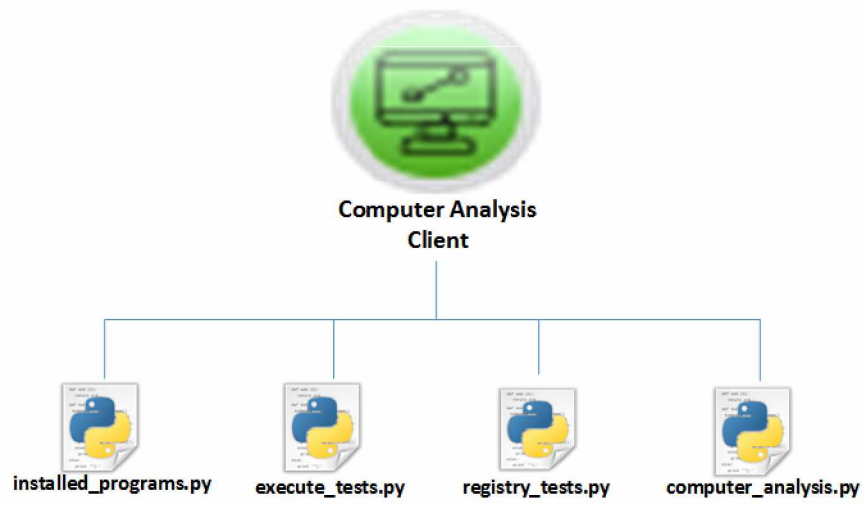 Computer Analysis
Client
installed_programs.py
execute_tests.py
registry_tests.py
computer_analysis.py